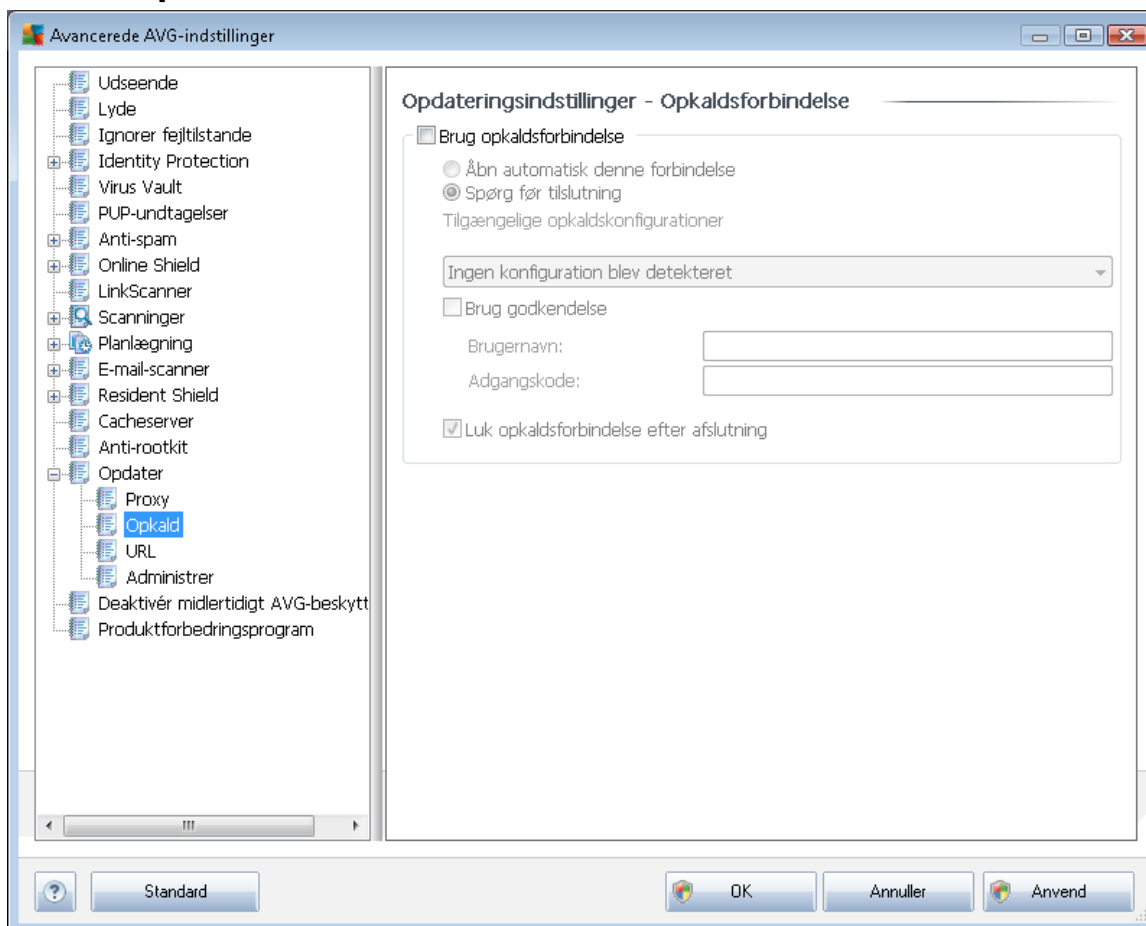 Avancerede AVG-indstillinger
Udseende
Lyde
Ignorer fejltilstande
Identity Protection
Virus Vault
PUP-undtagelser
Anti-spam
Online Shield
LinkScanner
Scanninger
Planlægning
E-mail-scanner
Resident Shield
Cacheserver
Anti-rootkit
Opdater
Proxy
Opkald
URL
Administrer
Deaktivér midlertidigt AVG-beskytt
Produktforbedringsprogram
Opdateringsindstillinger - Opkaldsforbindelse
Brug opkaldsforbindelse
Åbn automatisk denne forbindelse
Spørg før tilslutning
Tilgængelige opkaldskonfigurationer
Ingen konfiguration blev detekteret
Brug godkendelse
Brugernavn:
Adgangskode:
Luk opkaldsforbindelse efter afslutning
Standard
OK
Annuller
Anvend